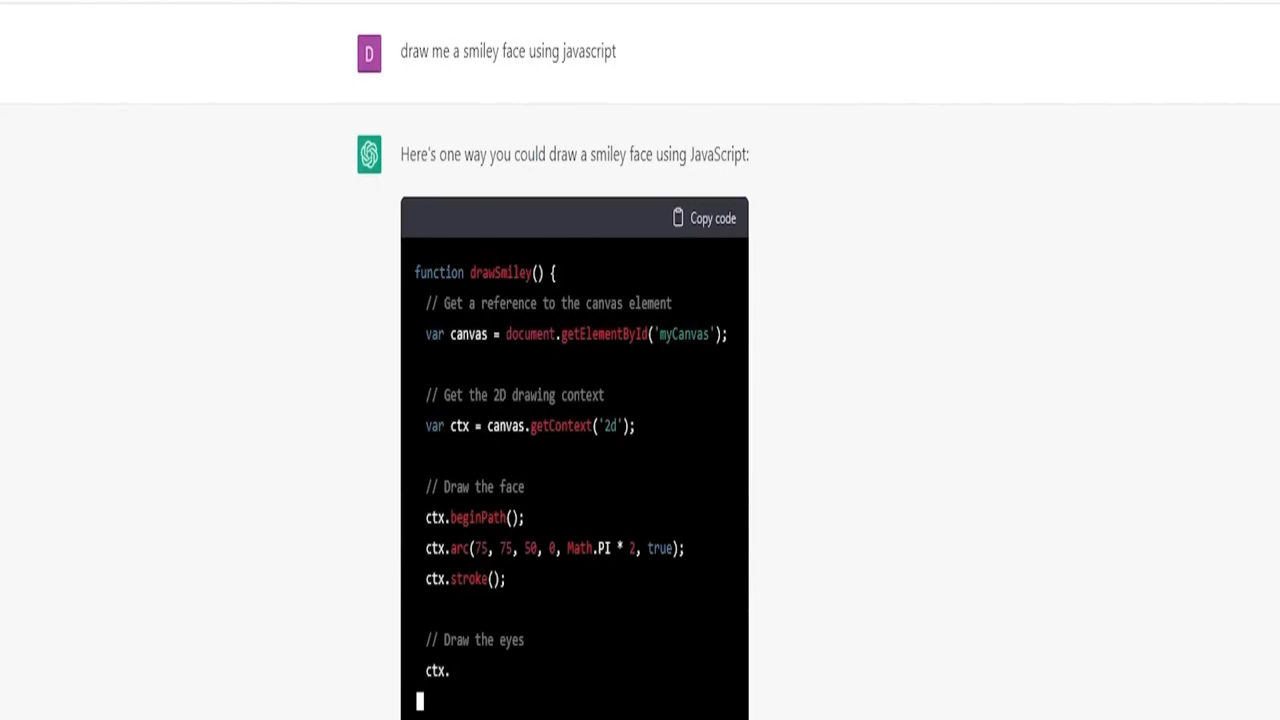 D
draw me a smiley face using javascript
Here's one way you could draw a smiley face using JavaScript:
Copy code
function drawSmiley() {
  // Get a reference to the canvas element
  var canvas = document.getElementById('myCanvas');

  // Get the 2D drawing context
  var ctx = canvas.getContext('2d');

  // Draw the face
  ctx.beginPath();
  ctx.arc(75, 75, 50, 0, Math.PI * 2, true);
  ctx.stroke();

  // Draw the eyes
  ctx.